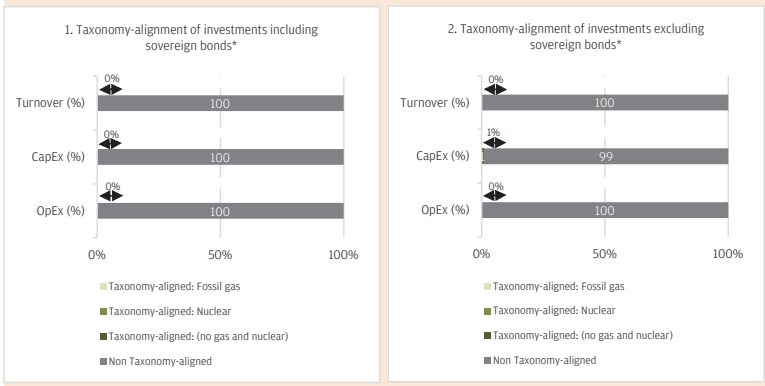 1. Taxonomy-alignment of investments including
sovereign bonds*
0%
Turnover (%)
100
0%
CapEx (%)
100
0%
OpEx (%)
100
0%
50%
100%
Taxonomy-aligned: Fossil gas
Taxonomy-aligned: Nuclear
Taxonomy-aligned: (no gas and nuclear)
Non Taxonomy-aligned
2. Taxonomy-alignment of investments excluding
sovereign bonds*
0%
Turnover (%)
100
1%
CapEx (%)
1
99
0%
OpEx (%)
100
0%
50%
100%
Taxonomy-aligned: Fossil gas
Taxonomy-aligned: Nuclear
Taxonomy-aligned: (no gas and nuclear)
Non Taxonomy-aligned